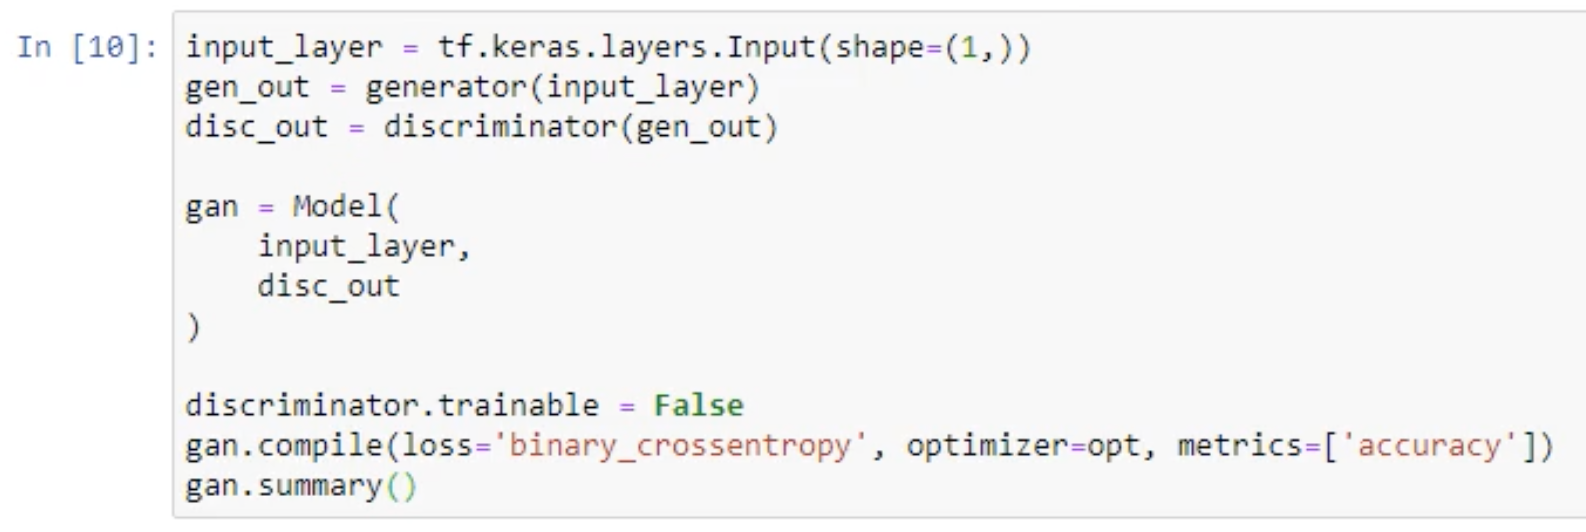 In [10]: input_layer = tf.keras.layers.Input(shape=(1,))
gen_out = generator(input_layer)
disc_out = discriminator(gen_out)

gan = Model(
    input_layer,
    disc_out
)

discriminator.trainable = False
gan.compile(loss='binary_crossentropy', optimizer=opt, metrics=['accuracy'])
gan.summary()